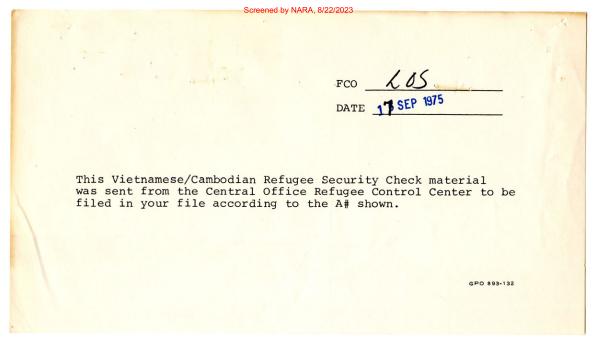 Screened by NARA, 8/22/2023
FCO LOS
DATE 17 SEP 1975
This Vietnamese/Cambodian Refugee Security Check material
was sent from the Central Office Refugee Control Center to be
filed in your file according to the A# shown.
GPO 893-132